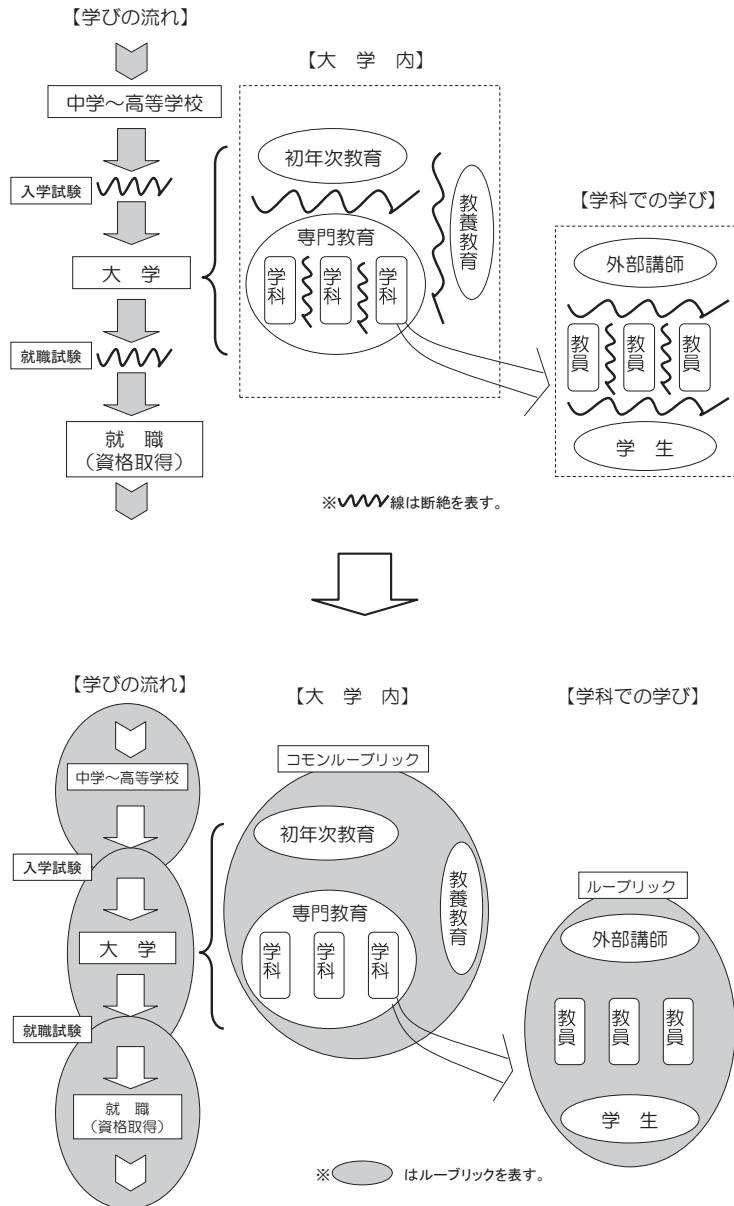 【学びの流れ】
中学～高等学校
入学試験
大　学
就職試験
就　職
（資格取得）
【大　学　内】
初年次教育
教養教育
専門教育
学科
学科
学科
【学科での学び】
外部講師
教員
教員
教員
学　生
※　線は断絶を表す。
【学びの流れ】
中学～高等学校
入学試験
大　学
就職試験
就　職
（資格取得）
【大　学　内】
コモンルーブリック
初年次教育
教養教育
専門教育
学科
学科
学科
【学科での学び】
ルーブリック
外部講師
教員
教員
教員
学　生
※　はルーブリックを表す。